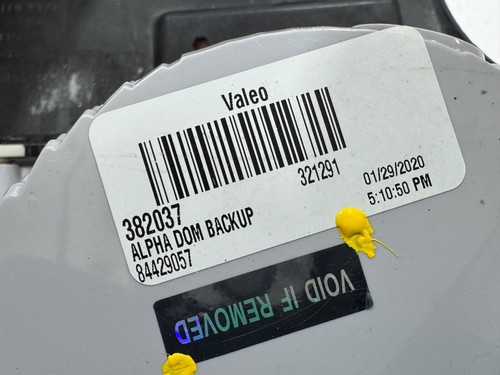 Valeo
321291
382037
ALPHA DOM BACKUP
84429057
01/29/2020
5:10:50 PM
VOID IF REMOVED